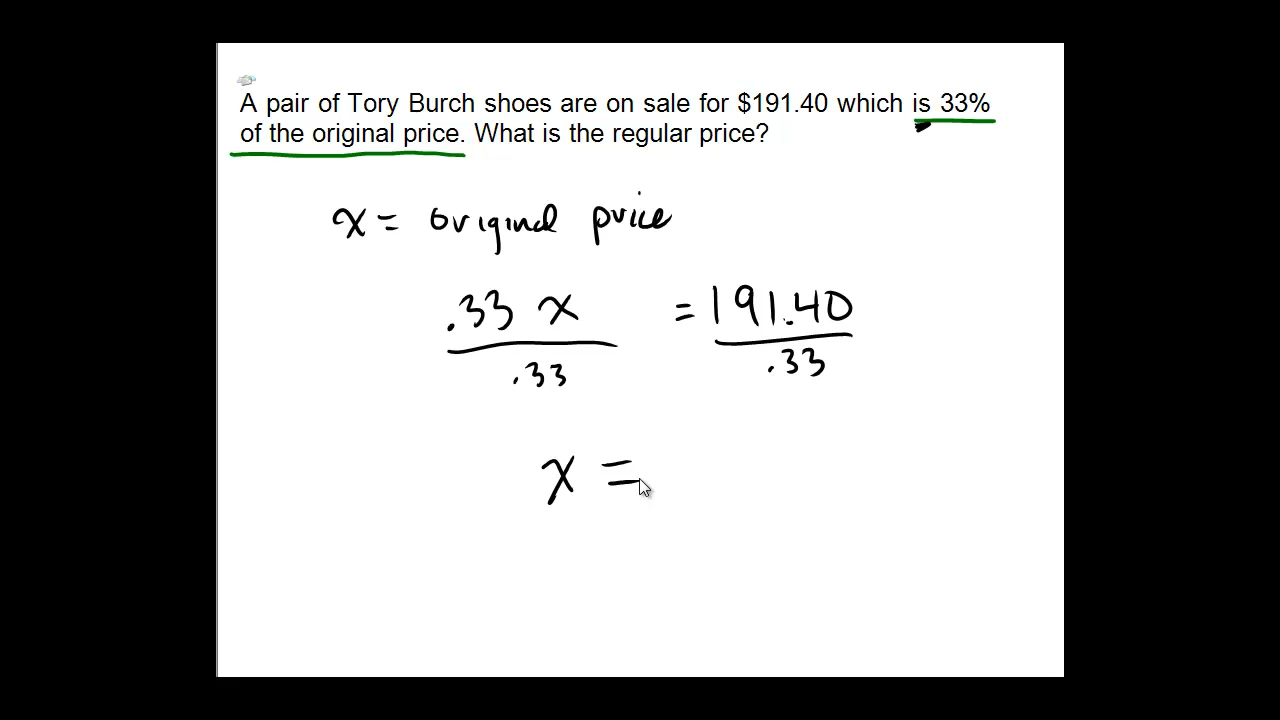 A pair of Tory Burch shoes are on sale for $191.40 which is 33%
of the original price. What is the regular price?
x = original price
.33 x = 191.40
.33 .33
x =